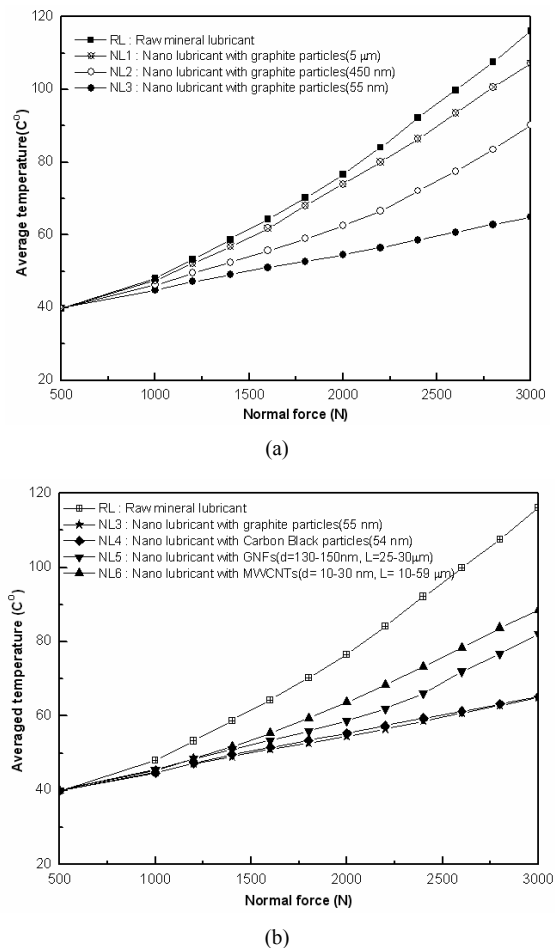 120
RL : Raw mineral lubricant
NL1 : Nano lubricant with graphite particles(5 μm)
NL2 : Nano lubricant with graphite particles(450 nm)
NL3 : Nano lubricant with graphite particles(55 nm)
100
80
60
40
20
Average temperature(C⁰)
500 1000 1500 2000 2500 3000
Normal force (N)
(a)
120
RL : Raw mineral lubricant
NL3 : Nano lubricant with graphite particles(55 nm)
NL4 : Nano lubricant with Carbon Black particles(54 nm)
NL5 : Nano lubricant with GNFs(d=130-150nm, L=25-30μm)
NL6 : Nano lubricant with MWCNTs(d= 10-30 nm, L= 10-59 μm)
100
80
60
40
20
Averaged temperature (C⁰)
500 1000 1500 2000 2500 3000
Normal force (N)
(b)